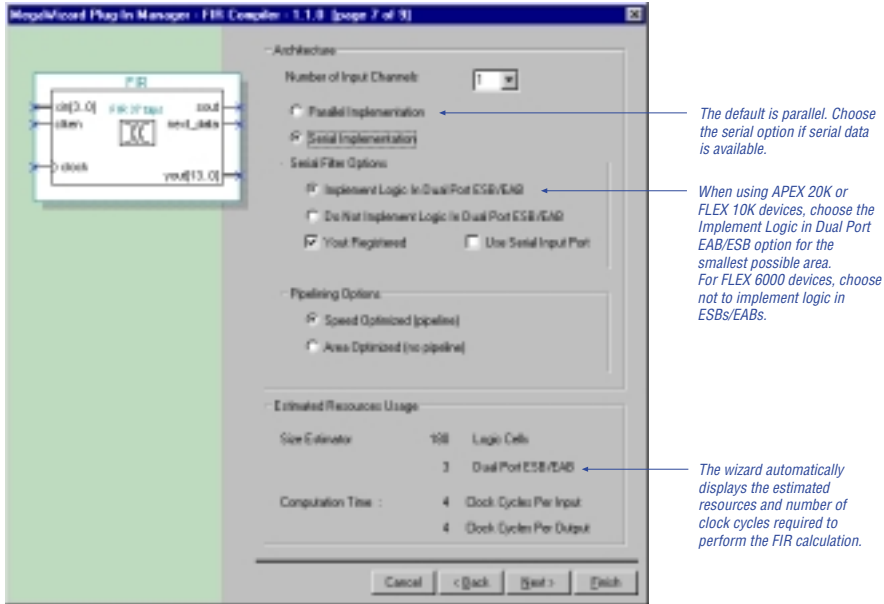 MegaWizard Plug-In Manager - FIR Compiler - 1.1.0 [page 7 of 9]
FIR
FIR 37 taps
clken
clock
sout
next_data
yout[13..0]
Architecture
Number of Input Channels
1
Parallel Implementation
Serial Implementation
Serial Filter Options
Implement Logic In Dual Port ESB/EAB
Do Not Implement Logic In Dual Port ESB/EAB
Yout Registered
Use Serial Input Port
Pipelining Options
Speed Optimized (pipeline)
Area Optimized (no pipeline)
Estimated Resources Usage
Size Estimator
Logic Cells
3 Dual Port ESB/EAB
Computation Time :
4 Clock Cycles Per Input
4 Clock Cycles Per Output
Cancel
< Back
Next >
Finish
The default is parallel. Choose
the serial option if serial data
is available.
When using APEX 20K or
FLEX 10K devices, choose the
Implement Logic in Dual Port
EAB/ESB option for the
smallest possible area.
For FLEX 6000 devices, choose
not to implement logic in
ESBs/EABs.
The wizard automatically
displays the estimated
resources and number of
clock cycles required to
perform the FIR calculation.